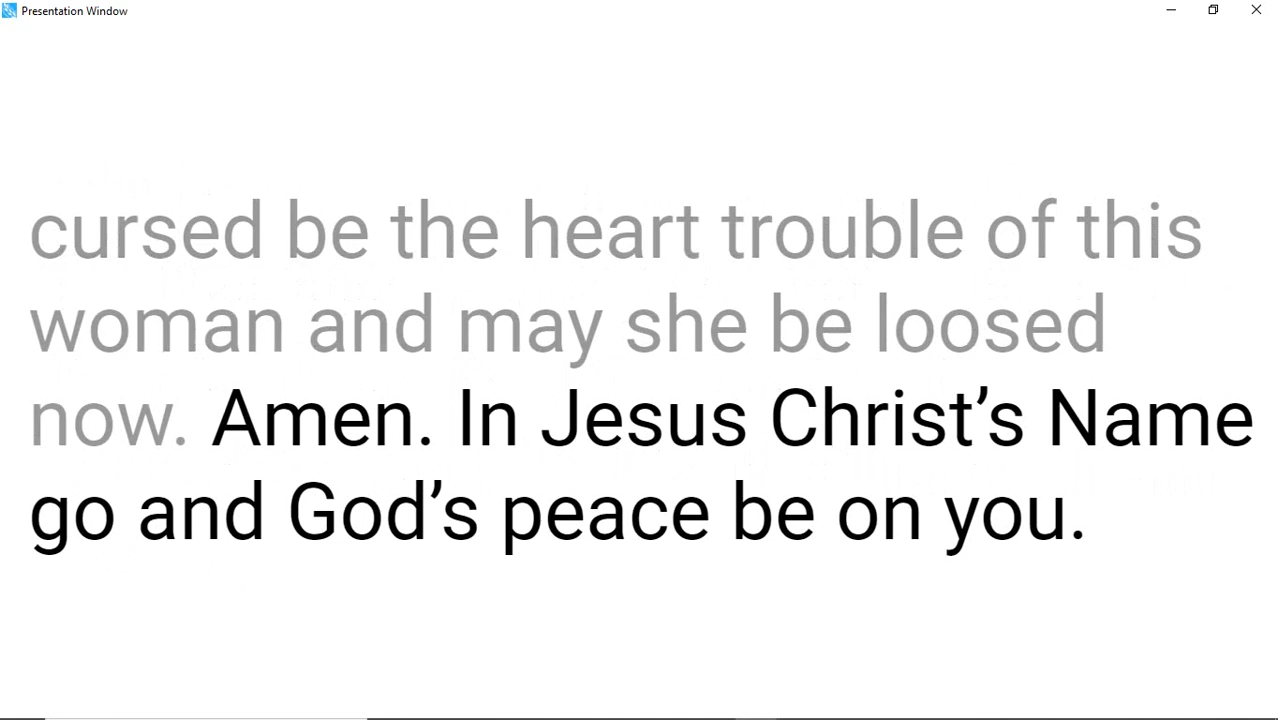 Presentation Window
cursed be the heart trouble of this
woman and may she be loosed
now. Amen. In Jesus Christ’s Name
go and God’s peace be on you.